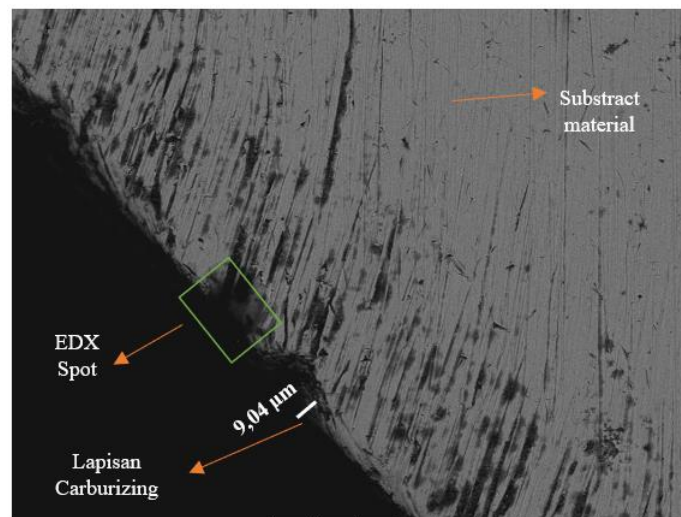 Substract
material
EDX
Spot
9,04 µm
Lapisan
Carburizing